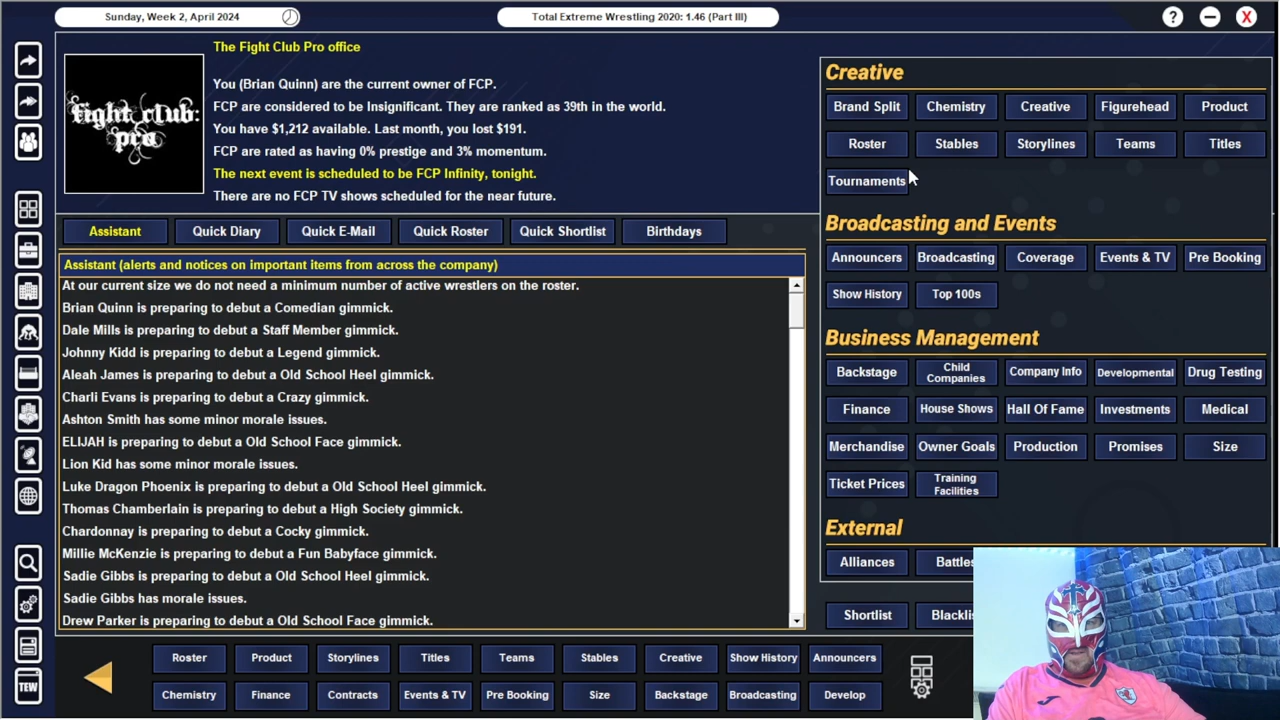 Sunday, Week 2, April 2024
Total Extreme Wrestling 2020: 1.46 (Part III)
?
X
The Fight Club Pro office
fight club:
pro
You (Brian Quinn) are the current owner of FCP.
FCP are considered to be Insignificant. They are ranked as 39th in the world.
You have $1,212 available. Last month, you lost $191.
FCP are rated as having 0% prestige and 3% momentum.
The next event is scheduled to be FCP Infinity, tonight.
There are no FCP TV shows scheduled for the near future.
Assistant
Quick Diary
Quick E-Mail
Quick Roster
Quick Shortlist
Birthdays
Assistant (alerts and notices on important items from across the company)
At our current size we do not need a minimum number of active wrestlers on the roster.
Brian Quinn is preparing to debut a Comedian gimmick.
Dale Mills is preparing to debut a Staff Member gimmick.
Johnny Kidd is preparing to debut a Legend gimmick.
Aleah James is preparing to debut a Old School Heel gimmick.
Charli Evans is preparing to debut a Crazy gimmick.
Ashton Smith has some minor morale issues.
ELIJAH is preparing to debut a Old School Face gimmick.
Lion Kid has some minor morale issues.
Luke Dragon Phoenix is preparing to debut a Old School Heel gimmick.
Thomas Chamberlain is preparing to debut a High Society gimmick.
Chardonnay is preparing to debut a Cocky gimmick.
Millie McKenzie is preparing to debut a Fun Babyface gimmick.
Sadie Gibbs is preparing to debut a Old School Heel gimmick.
Sadie Gibbs has morale issues.
Drew Parker is preparing to debut a Old School Face gimmick.
Creative
Brand Split
Chemistry
Creative
Figurehead
Product
Roster
Stables
Storylines
Teams
Titles
Tournaments
Broadcasting and Events
Announcers
Broadcasting
Coverage
Events & TV
Pre Booking
Show History
Top 100s
Business Management
Backstage
Child
Companies
Company Info
Developmental
Drug Testing
Finance
House Shows
Hall Of Fame
Investments
Medical
Merchandise
Owner Goals
Production
Promises
Size
Ticket Prices
Training
Facilities
External
Alliances
Battles
Shortlist
Blacklis
Roster
Product
Storylines
Titles
Teams
Stables
Creative
Show History
Announcers
Chemistry
Finance
Contracts
Events & TV
Pre Booking
Size
Backstage
Broadcasting
Develop
TEW